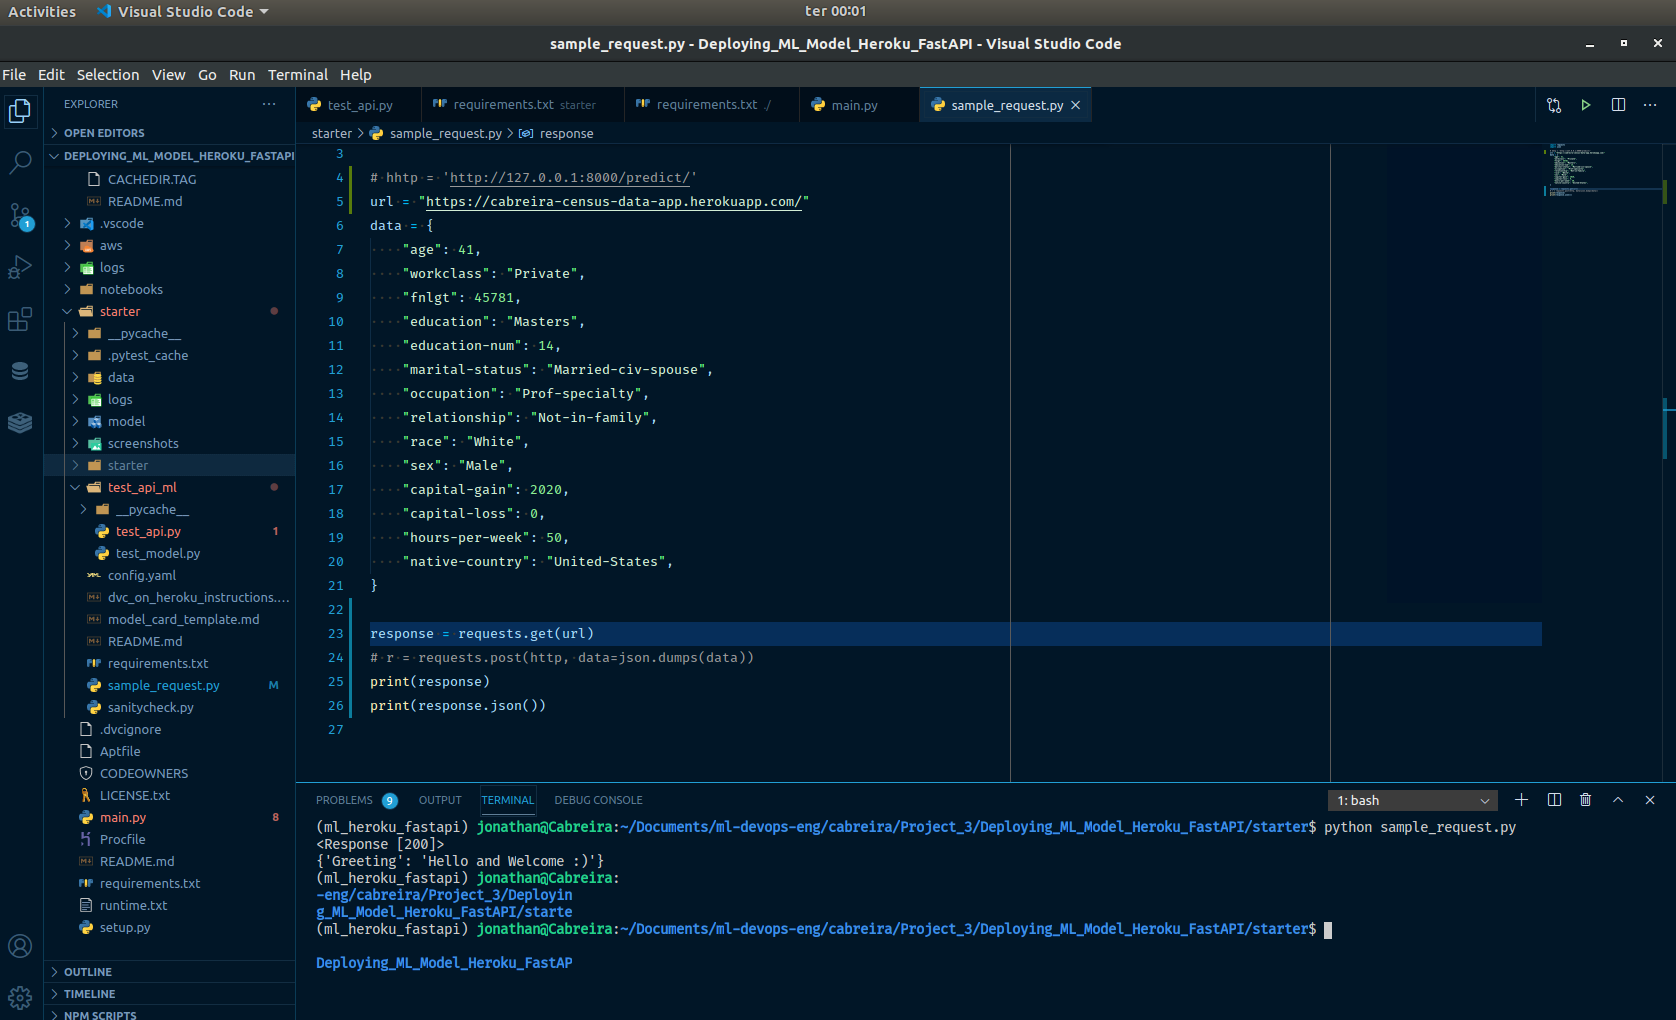 Activities Visual Studio Code ter 00:01
sample_request.py - Deploying_ML_Model_Heroku_FastAPI - Visual Studio Code
File Edit Selection View Go Run Terminal Help
EXPLORER
OPEN EDITORS
DEPLOYING_ML_MODEL_HEROKU_FASTAPI
CACHEDIR.TAG
README.md
.vscode
aws
logs
notebooks
starter
__pycache__
.pytest_cache
data
logs
model
screenshots
starter
test_api_ml
__pycache__
test_api.py 1
test_model.py
config.yaml
dvc_on_heroku_instructions....
model_card_template.md
README.md
requirements.txt
sample_request.py M
sanitycheck.py
.dvcignore
Aptfile
CODEOWNERS
LICENSE.txt
main.py 8
Procfile
README.md
requirements.txt
runtime.txt
setup.py
OUTLINE
TIMELINE
NPM SCRIPTS
1
test_api.py requirements.txt starter requirements.txt ./ main.py sample_request.py
starter > sample_request.py > response
3
4 # hhtp = 'http://127.0.0.1:8000/predict/'
5 url = "https://cabreira-census-data-app.herokuapp.com/"
6 data = {
7 "age": 41,
8 "workclass": "Private",
9 "fnlgt": 45781,
10 "education": "Masters",
11 "education-num": 14,
12 "marital-status": "Married-civ-spouse",
13 "occupation": "Prof-specialty",
14 "relationship": "Not-in-family",
15 "race": "White",
16 "sex": "Male",
17 "capital-gain": 2020,
18 "capital-loss": 0,
19 "hours-per-week": 50,
20 "native-country": "United-States",
21 }
22
23 response = requests.get(url)
24 # r = requests.post(http, data=json.dumps(data))
25 print(response)
26 print(response.json())
27
PROBLEMS 9 OUTPUT TERMINAL DEBUG CONSOLE 1: bash
(ml_heroku_fastapi) jonathan@Cabreira:~/Documents/ml-devops-eng/cabreira/Project_3/Deploying_ML_Model_Heroku_FastAPI/starter$ python sample_request.py
<Response [200]>
{'Greeting': 'Hello and Welcome :)'}
(ml_heroku_fastapi) jonathan@Cabreira:
-eng/cabreira/Project_3/Deployin
g_ML_Model_Heroku_FastAPI/starte
(ml_heroku_fastapi) jonathan@Cabreira:~/Documents/ml-devops-eng/cabreira/Project_3/Deploying_ML_Model_Heroku_FastAPI/starter$
Deploying_ML_Model_Heroku_FastAP